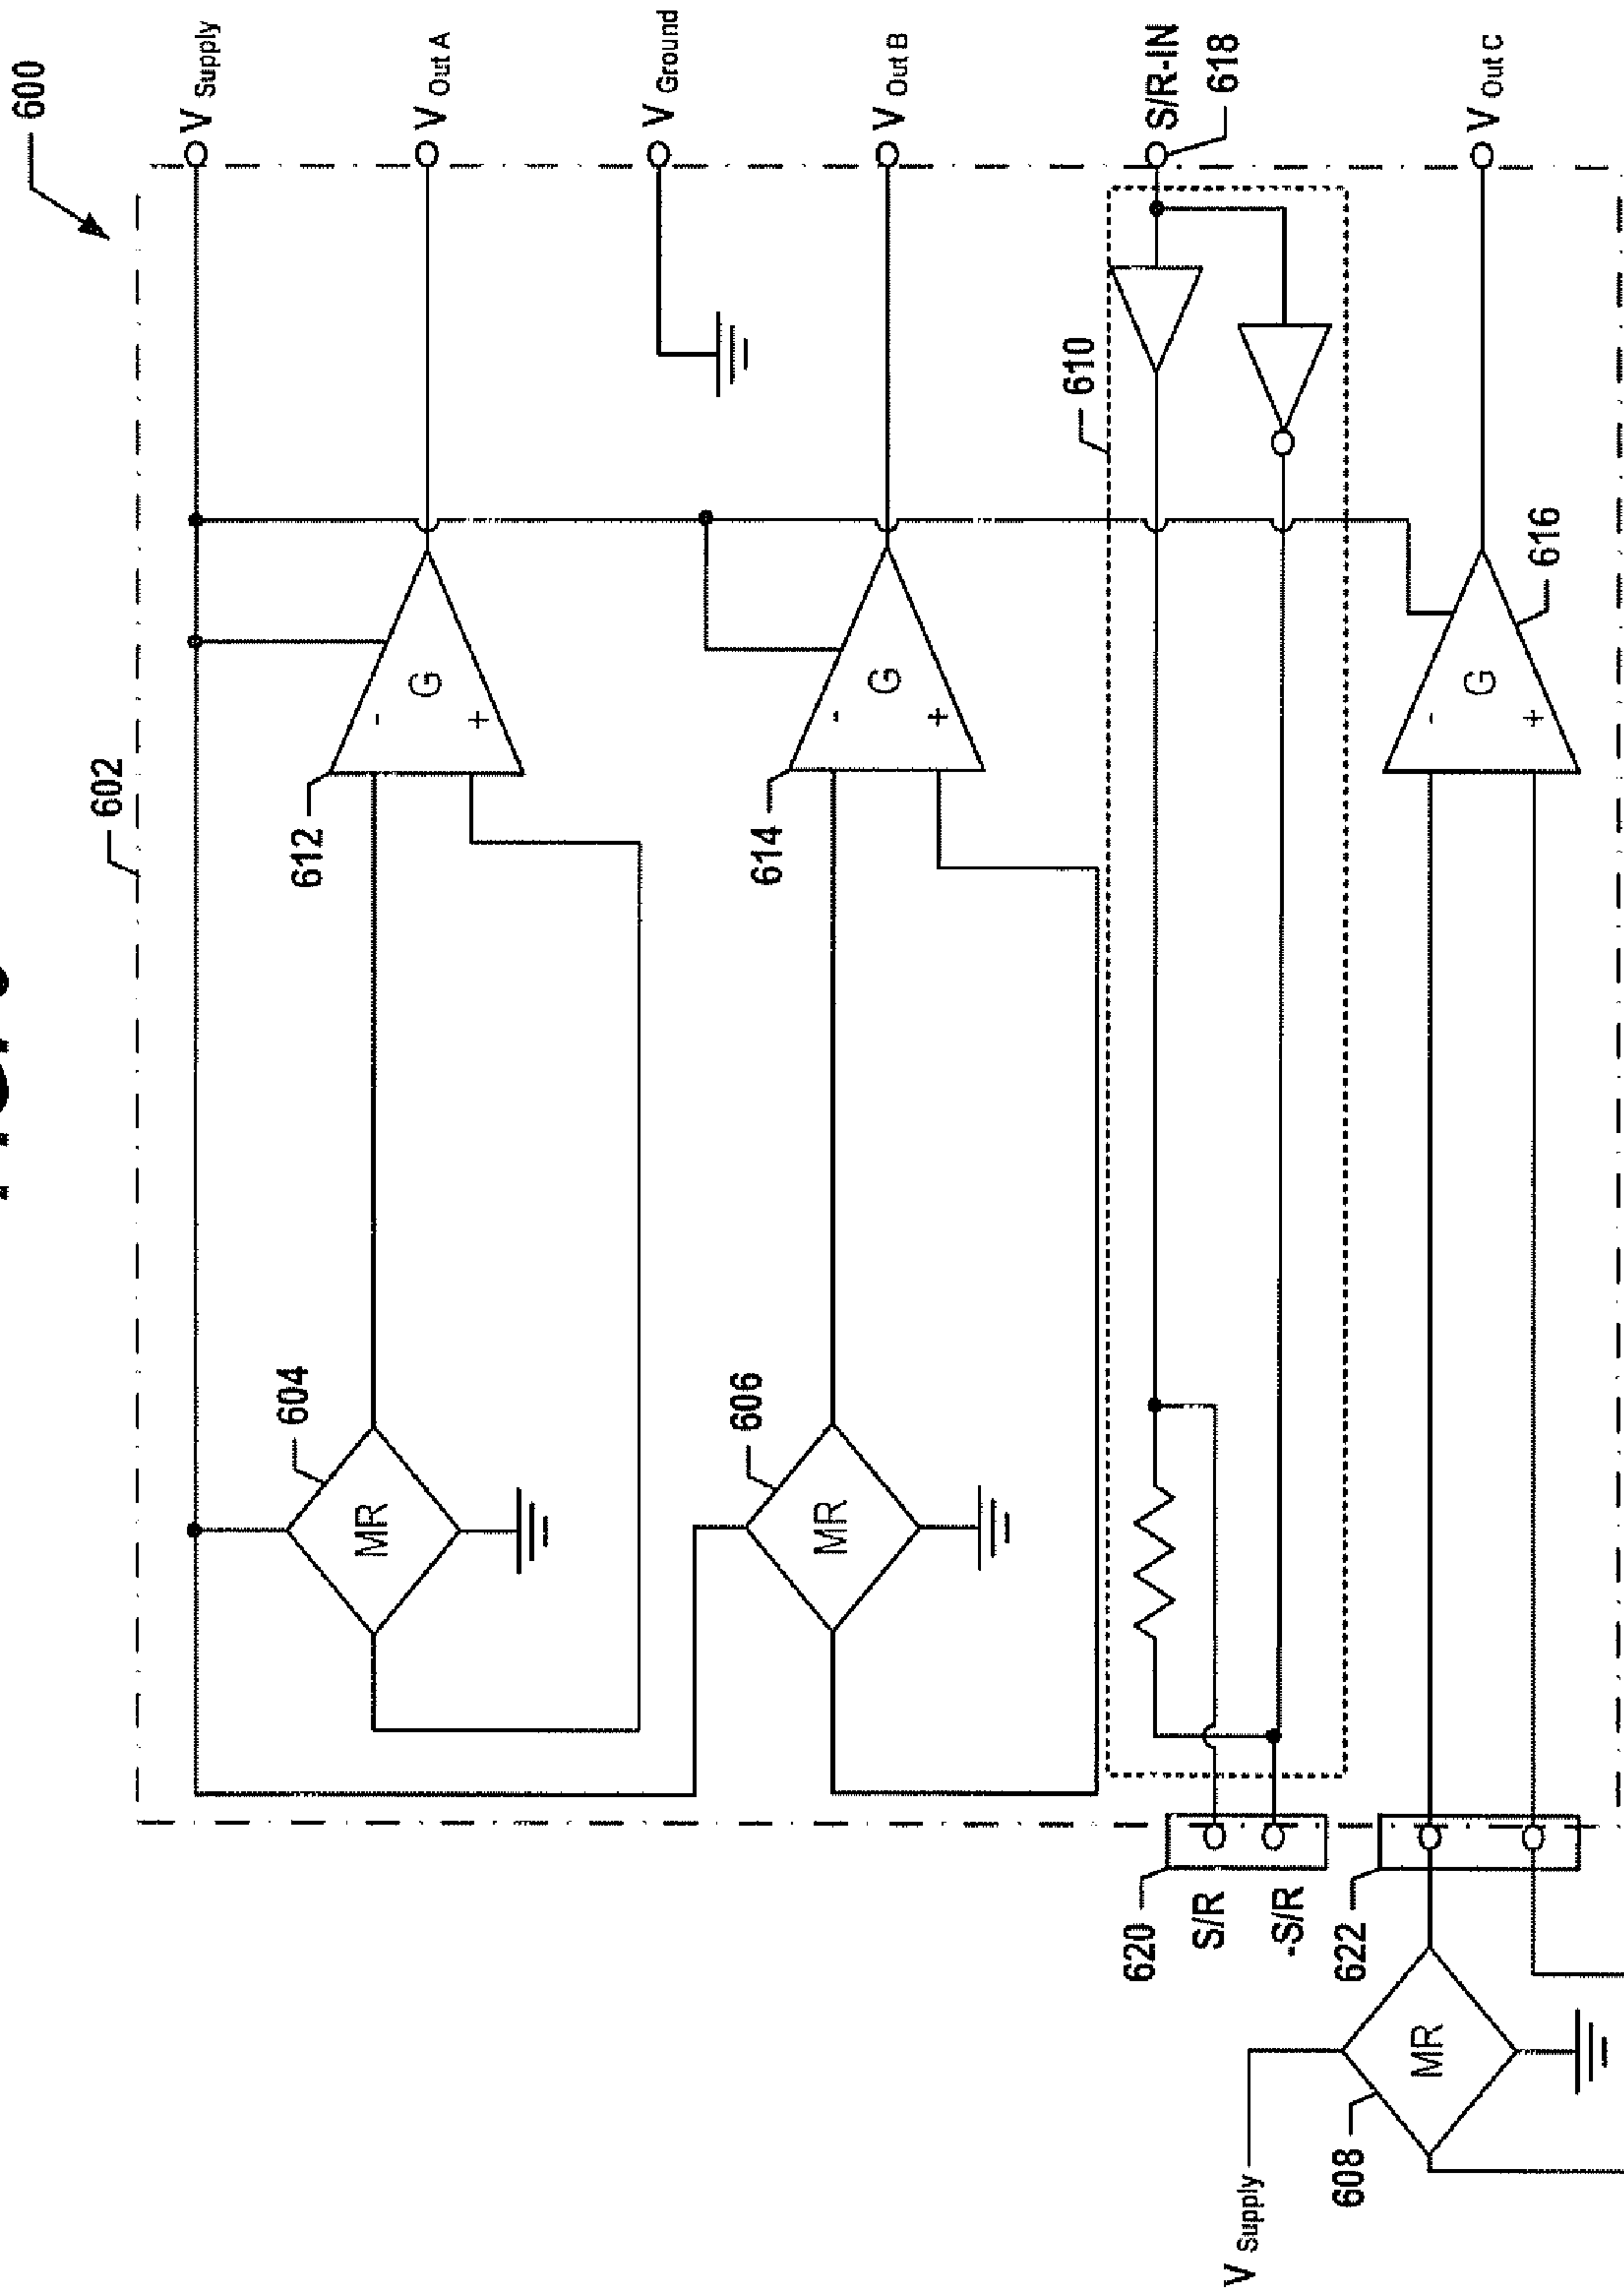 600
602
V Supply
612
G
-
+
V Out A
604
MR
V Ground
614
G
-
+
V Out B
606
MR
610
S/R-IN
618
620
S/R
-S/R
622
616
G
-
+
V Out C
V Supply
608
MR